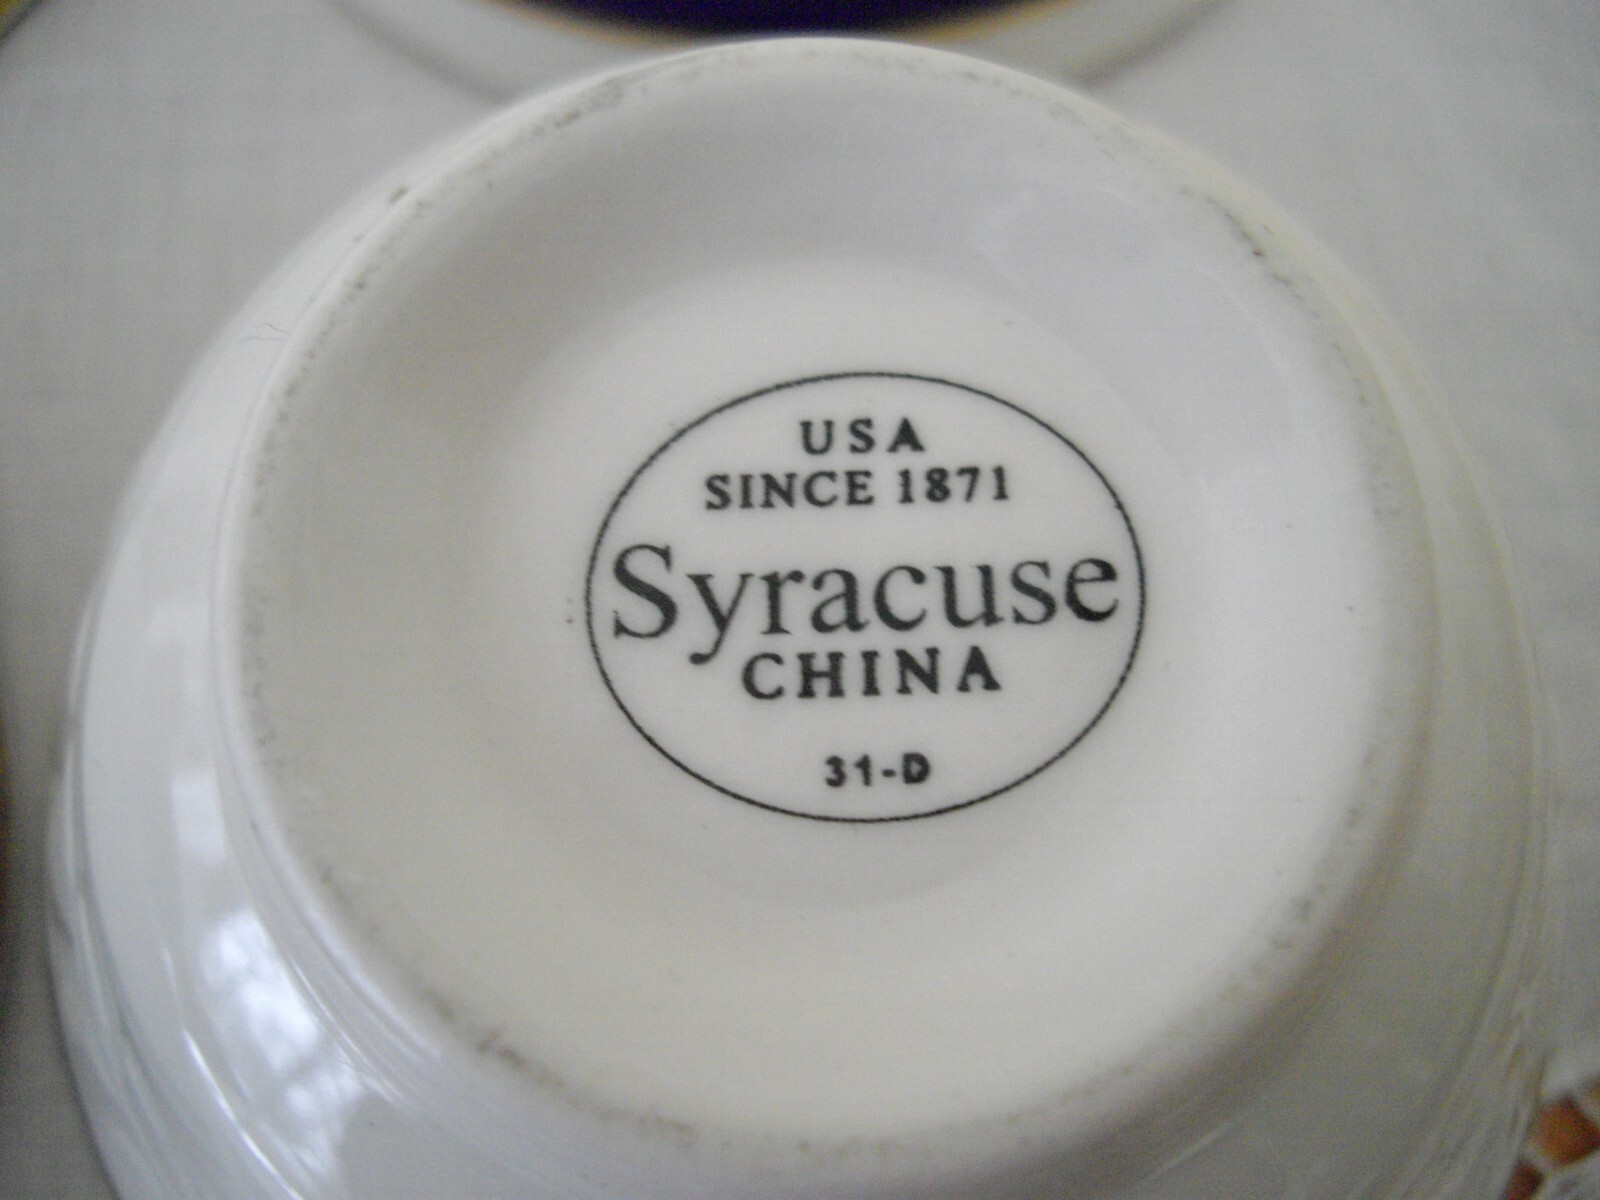 USA
SINCE 1871
Syracuse
CHINA
31-D